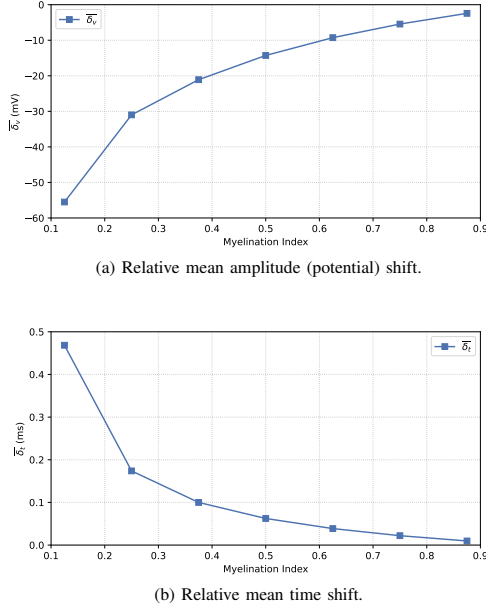 0
−10
−20
−30
−40
−50
−60
δ̅ᵥ (mV)
δ̅ᵥ
0.1 0.2 0.3 0.4 0.5 0.6 0.7 0.8 0.9
Myelination Index
(a) Relative mean amplitude (potential) shift.
0.5
0.4
0.3
0.2
0.1
0.0
δ̅ₜ (ms)
δ̅ₜ
0.1 0.2 0.3 0.4 0.5 0.6 0.7 0.8 0.9
Myelination Index
(b) Relative mean time shift.